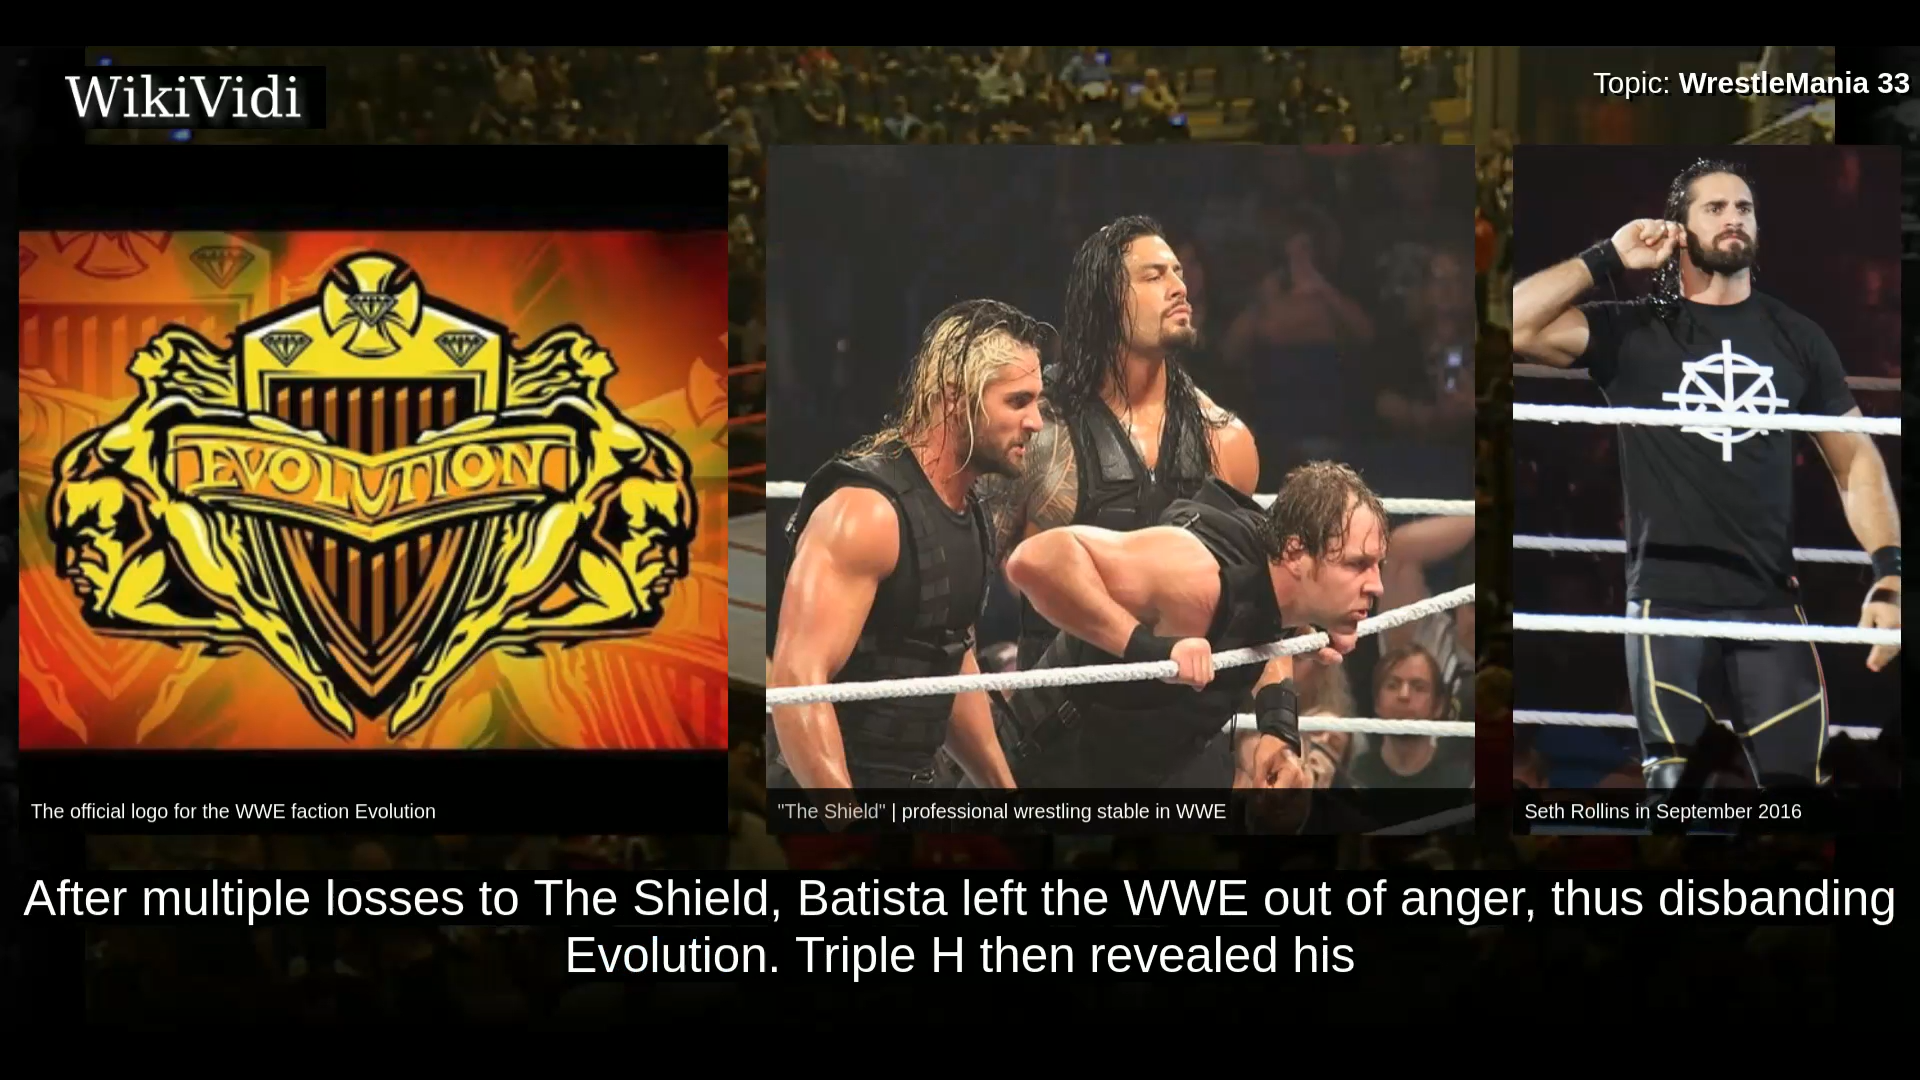 WikiVidi
Topic: WrestleMania 33
EVOLUTION
The official logo for the WWE faction Evolution
"The Shield" | professional wrestling stable in WWE
Seth Rollins in September 2016
After multiple losses to The Shield, Batista left the WWE out of anger, thus disbanding
Evolution. Triple H then revealed his